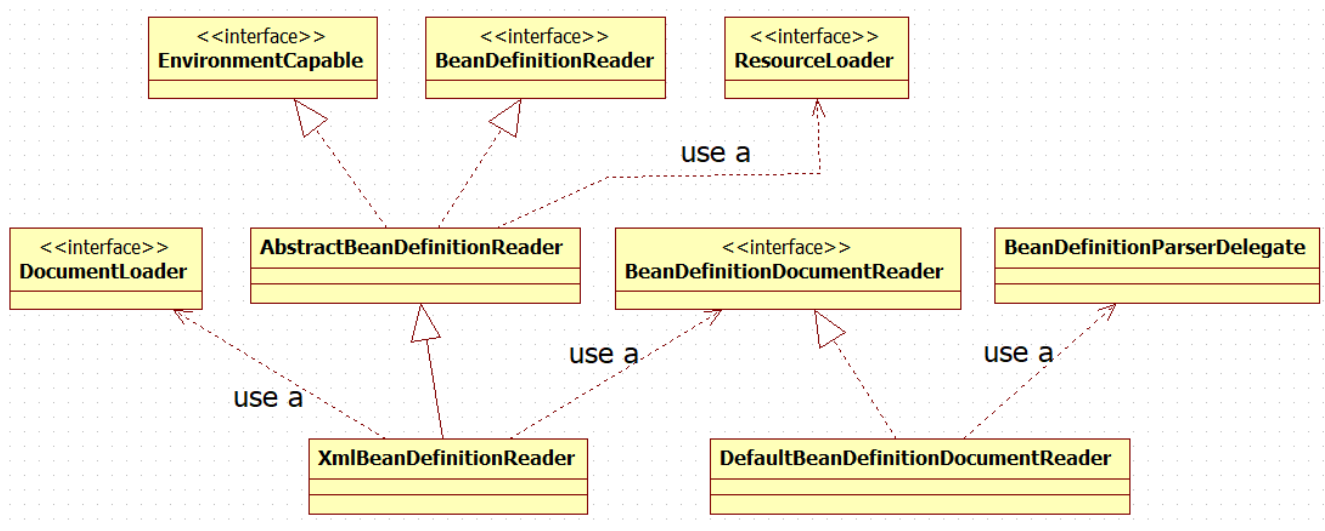 <<interface>>
EnvironmentCapable
<<interface>>
BeanDefinitionReader
<<interface>>
ResourceLoader
use a
<<interface>>
DocumentLoader
AbstractBeanDefinitionReader
<<interface>>
BeanDefinitionDocumentReader
BeanDefinitionParserDelegate
use a
use a
use a
XmlBeanDefinitionReader
DefaultBeanDefinitionDocumentReader